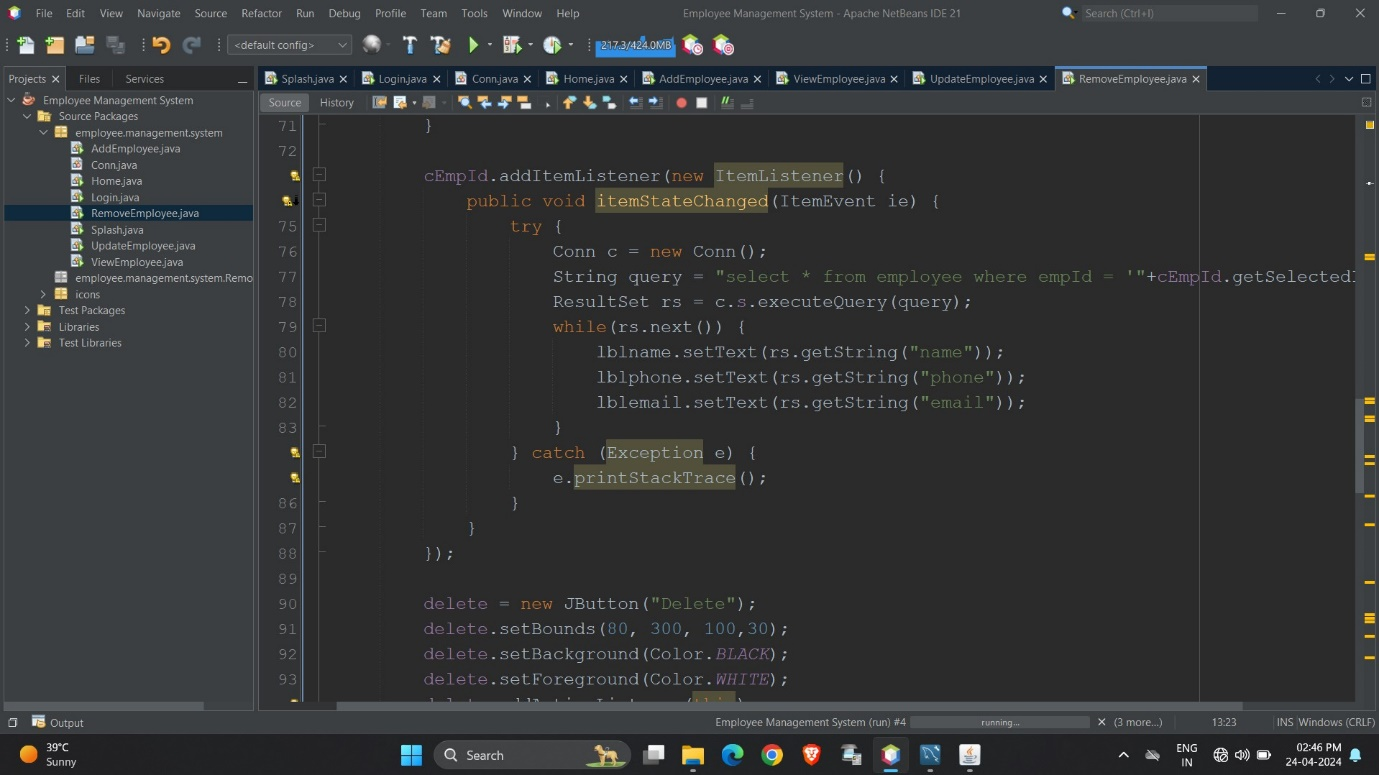 File Edit View Navigate Source Refactor Run Debug Profile Team Tools Window Help Employee Management System - Apache NetBeans IDE 21 Search (Ctrl+I)
<default config> 217.3/424.0MB
Projects Files Services Splash.java Login.java Conn.java Home.java AddEmployee.java ViewEmployee.java UpdateEmployee.java RemoveEmployee.java
Source History
Employee Management System
Source Packages
employee.management.system
AddEmployee.java
Conn.java
Home.java
Login.java
RemoveEmployee.java
Splash.java
UpdateEmployee.java
ViewEmployee.java
employee.management.system.Remo
icons
Test Packages
Libraries
Test Libraries
71 }
72
cEmpId.addItemListener(new ItemListener() {
public void itemStateChanged(ItemEvent ie) {
75 try {
76 Conn c = new Conn();
77 String query = "select * from employee where empId = '"+cEmpId.getSelected
78 ResultSet rs = c.s.executeQuery(query);
79 while(rs.next()) {
80 lblname.setText(rs.getString("name"));
81 lblphone.setText(rs.getString("phone"));
82 lblemail.setText(rs.getString("email"));
83 }
} catch (Exception e) {
e.printStackTrace();
86 }
87 }
88 });
89
90 delete = new JButton("Delete");
91 delete.setBounds(80, 300, 100,30);
92 delete.setBackground(Color.BLACK);
93 delete.setForeground(Color.WHITE);
Output Employee Management System (run) #4 running... (3 more...) 13:23 INS Windows (CRLF)
39°C
Sunny
Search
ENG
IN
02:46 PM
24-04-2024